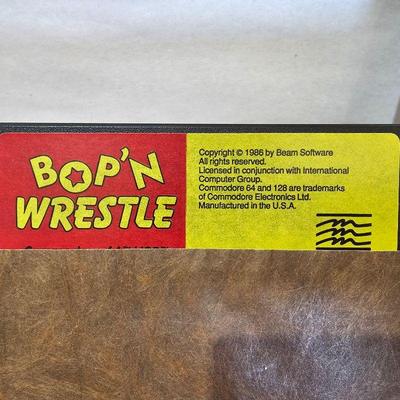 BOP'N
WRESTLE
Copyright © 1986 by Beam Software
All rights reserved.
Licensed in conjunction with International
Computer Group.
Commodore 64 and 128 are trademarks
of Commodore Electronics Ltd.
Manufactured in the U.S.A.